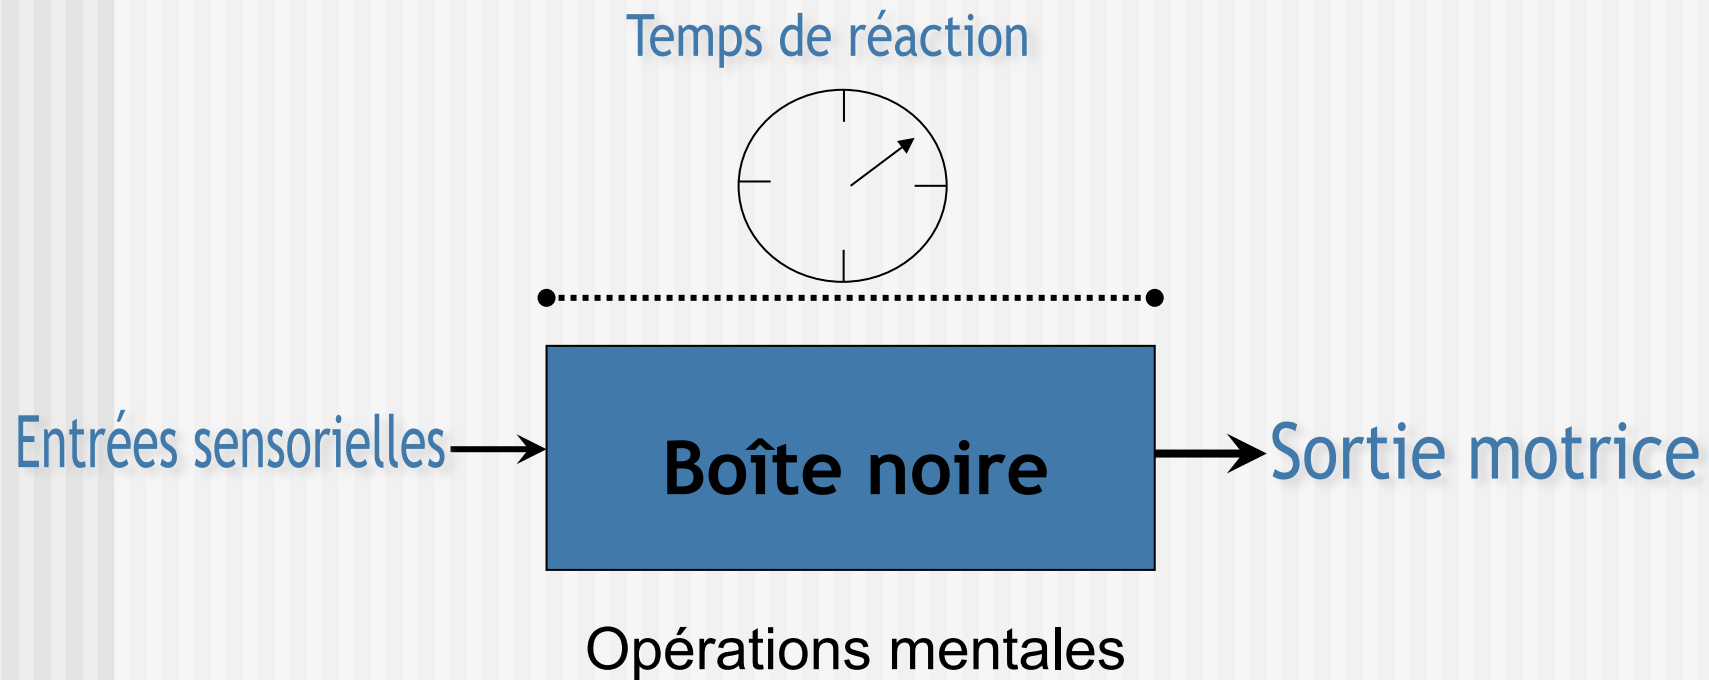 Temps de réaction
Entrées sensorielles
Boîte noire
Sortie motrice
Opérations mentales